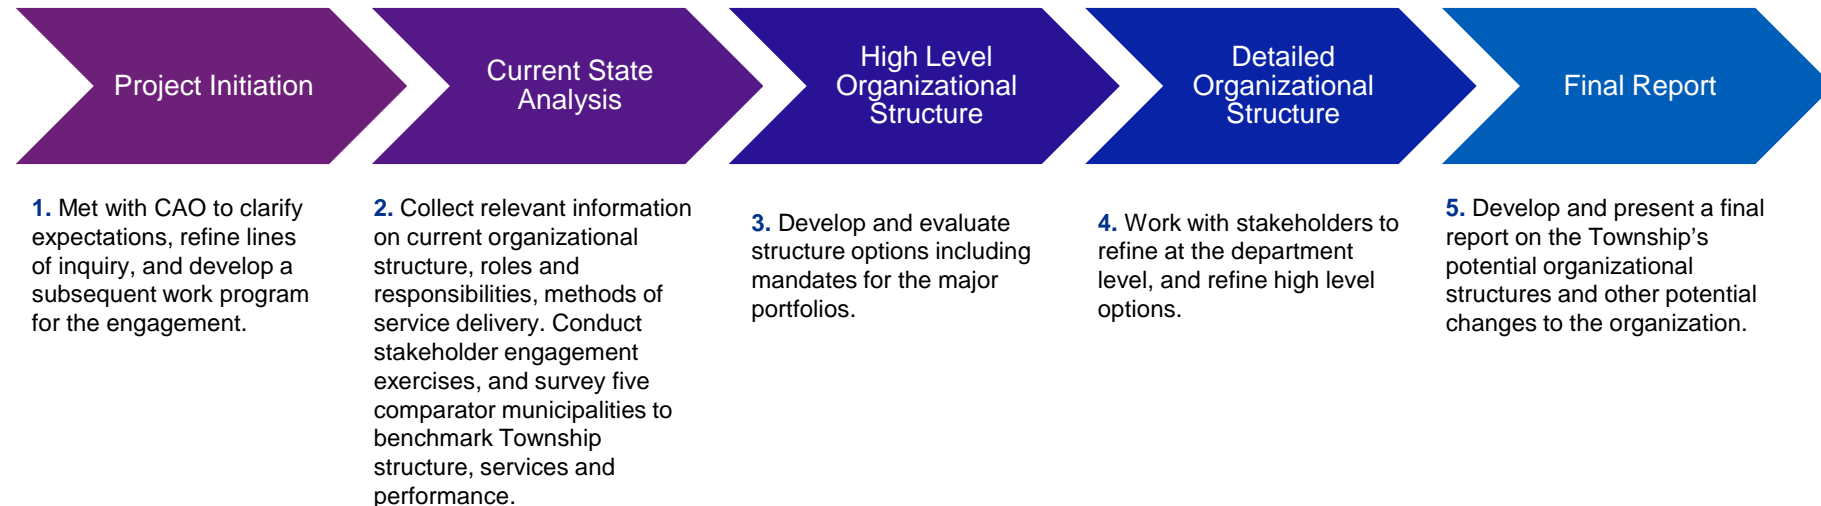 Project Initiation
Current State
Analysis
High Level
Organizational
Structure
Detailed
Organizational
Structure
Final Report
1. Met with CAO to clarify
expectations, refine lines
of inquiry, and develop a
subsequent work program
for the engagement.
2. Collect relevant information
on current organizational
structure, roles and
responsibilities, methods of
service delivery. Conduct
stakeholder engagement
exercises, and survey five
comparator municipalities to
benchmark Township
structure, services and
performance.
3. Develop and evaluate
structure options including
mandates for the major
portfolios.
4. Work with stakeholders to
refine at the department
level, and refine high level
options.
5. Develop and present a final
report on the Township’s
potential organizational
structures and other potential
changes to the organization.